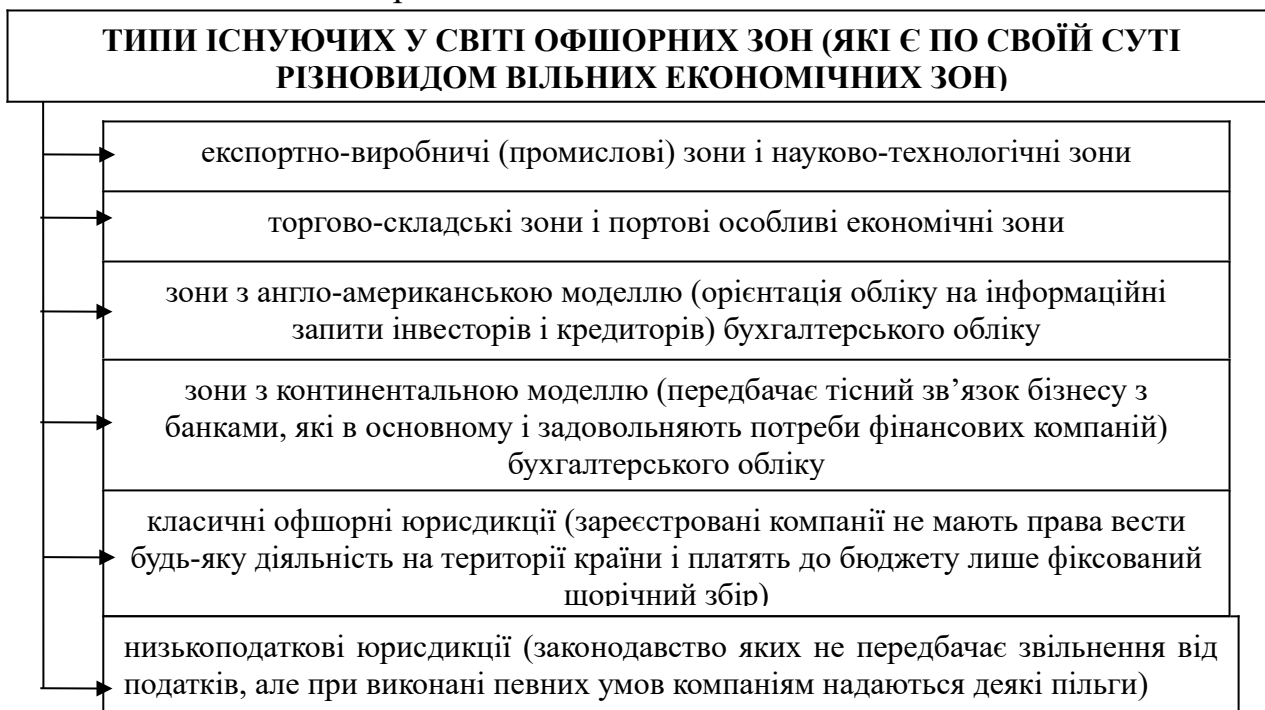 ТИПИ ІСНУЮЧИХ У СВІТІ ОФШОРНИХ ЗОН (ЯКІ Є ПО СВОЇЙ СУТІ
РІЗНОВИДОМ ВІЛЬНИХ ЕКОНОМІЧНИХ ЗОН)
експортно-виробничі (промислові) зони і науково-технологічні зони
торгово-складські зони і портові особливі економічні зони
зони з англо-американською моделлю (орієнтація обліку на інформаційні
запити інвесторів і кредиторів) бухгалтерського обліку
зони з континентальною моделлю (передбачає тісний зв’язок бізнесу з
банками, які в основному і задовольняють потреби фінансових компаній)
бухгалтерського обліку
класичні офшорні юрисдикції (зареєстровані компанії не мають права вести
будь-яку діяльність на території країни і платять до бюджету лише фіксований
щорічний збір)
низькоподаткові юрисдикції (законодавство яких не передбачає звільнення від
податків, але при виконані певних умов компаніям надаються деякі пільги)